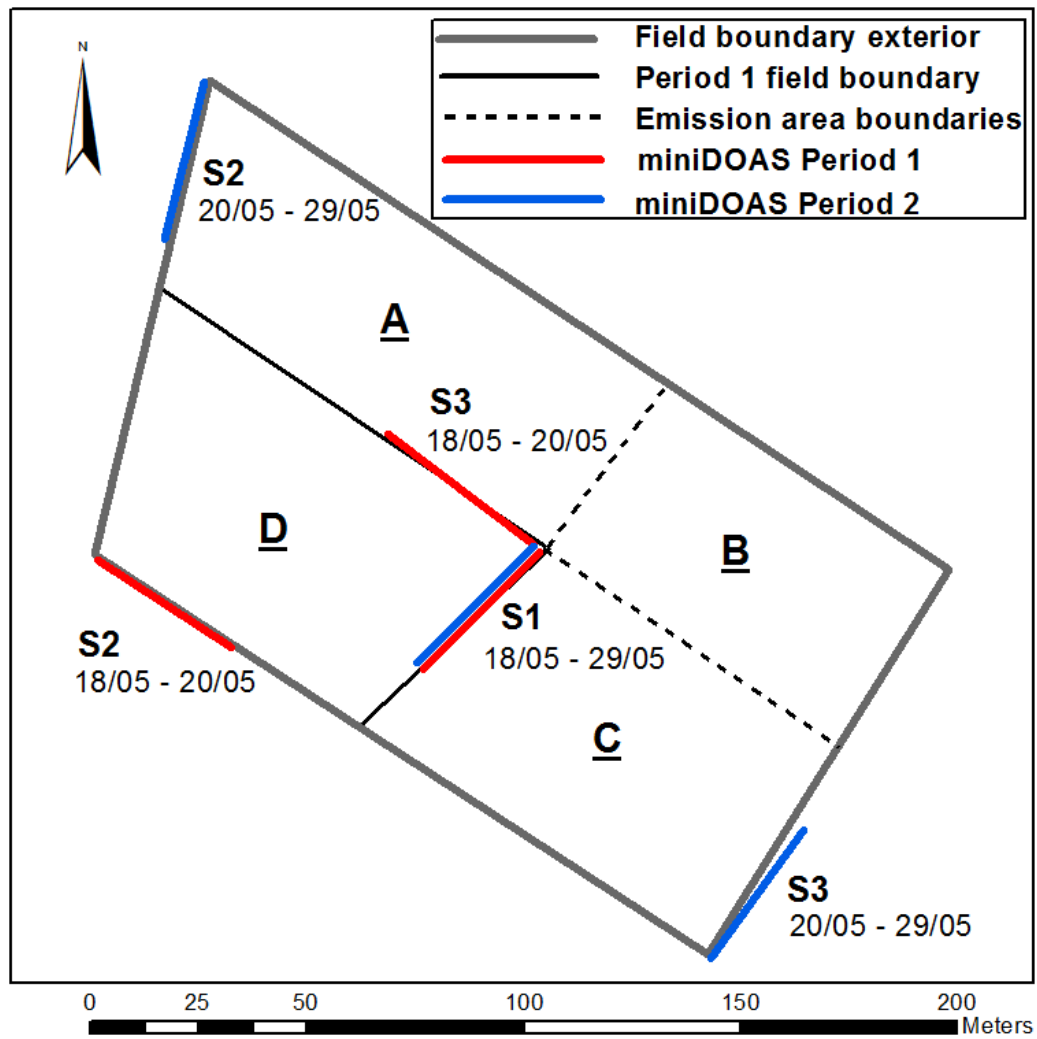 N
Field boundary exterior
Period 1 field boundary
Emission area boundaries
miniDOAS Period 1
miniDOAS Period 2
S2
20/05 - 29/05
A
S3
18/05 - 20/05
D
B
S1
18/05 - 29/05
S2
18/05 - 20/05
C
S3
20/05 - 29/05
0 25 50 100 150 200
Meters